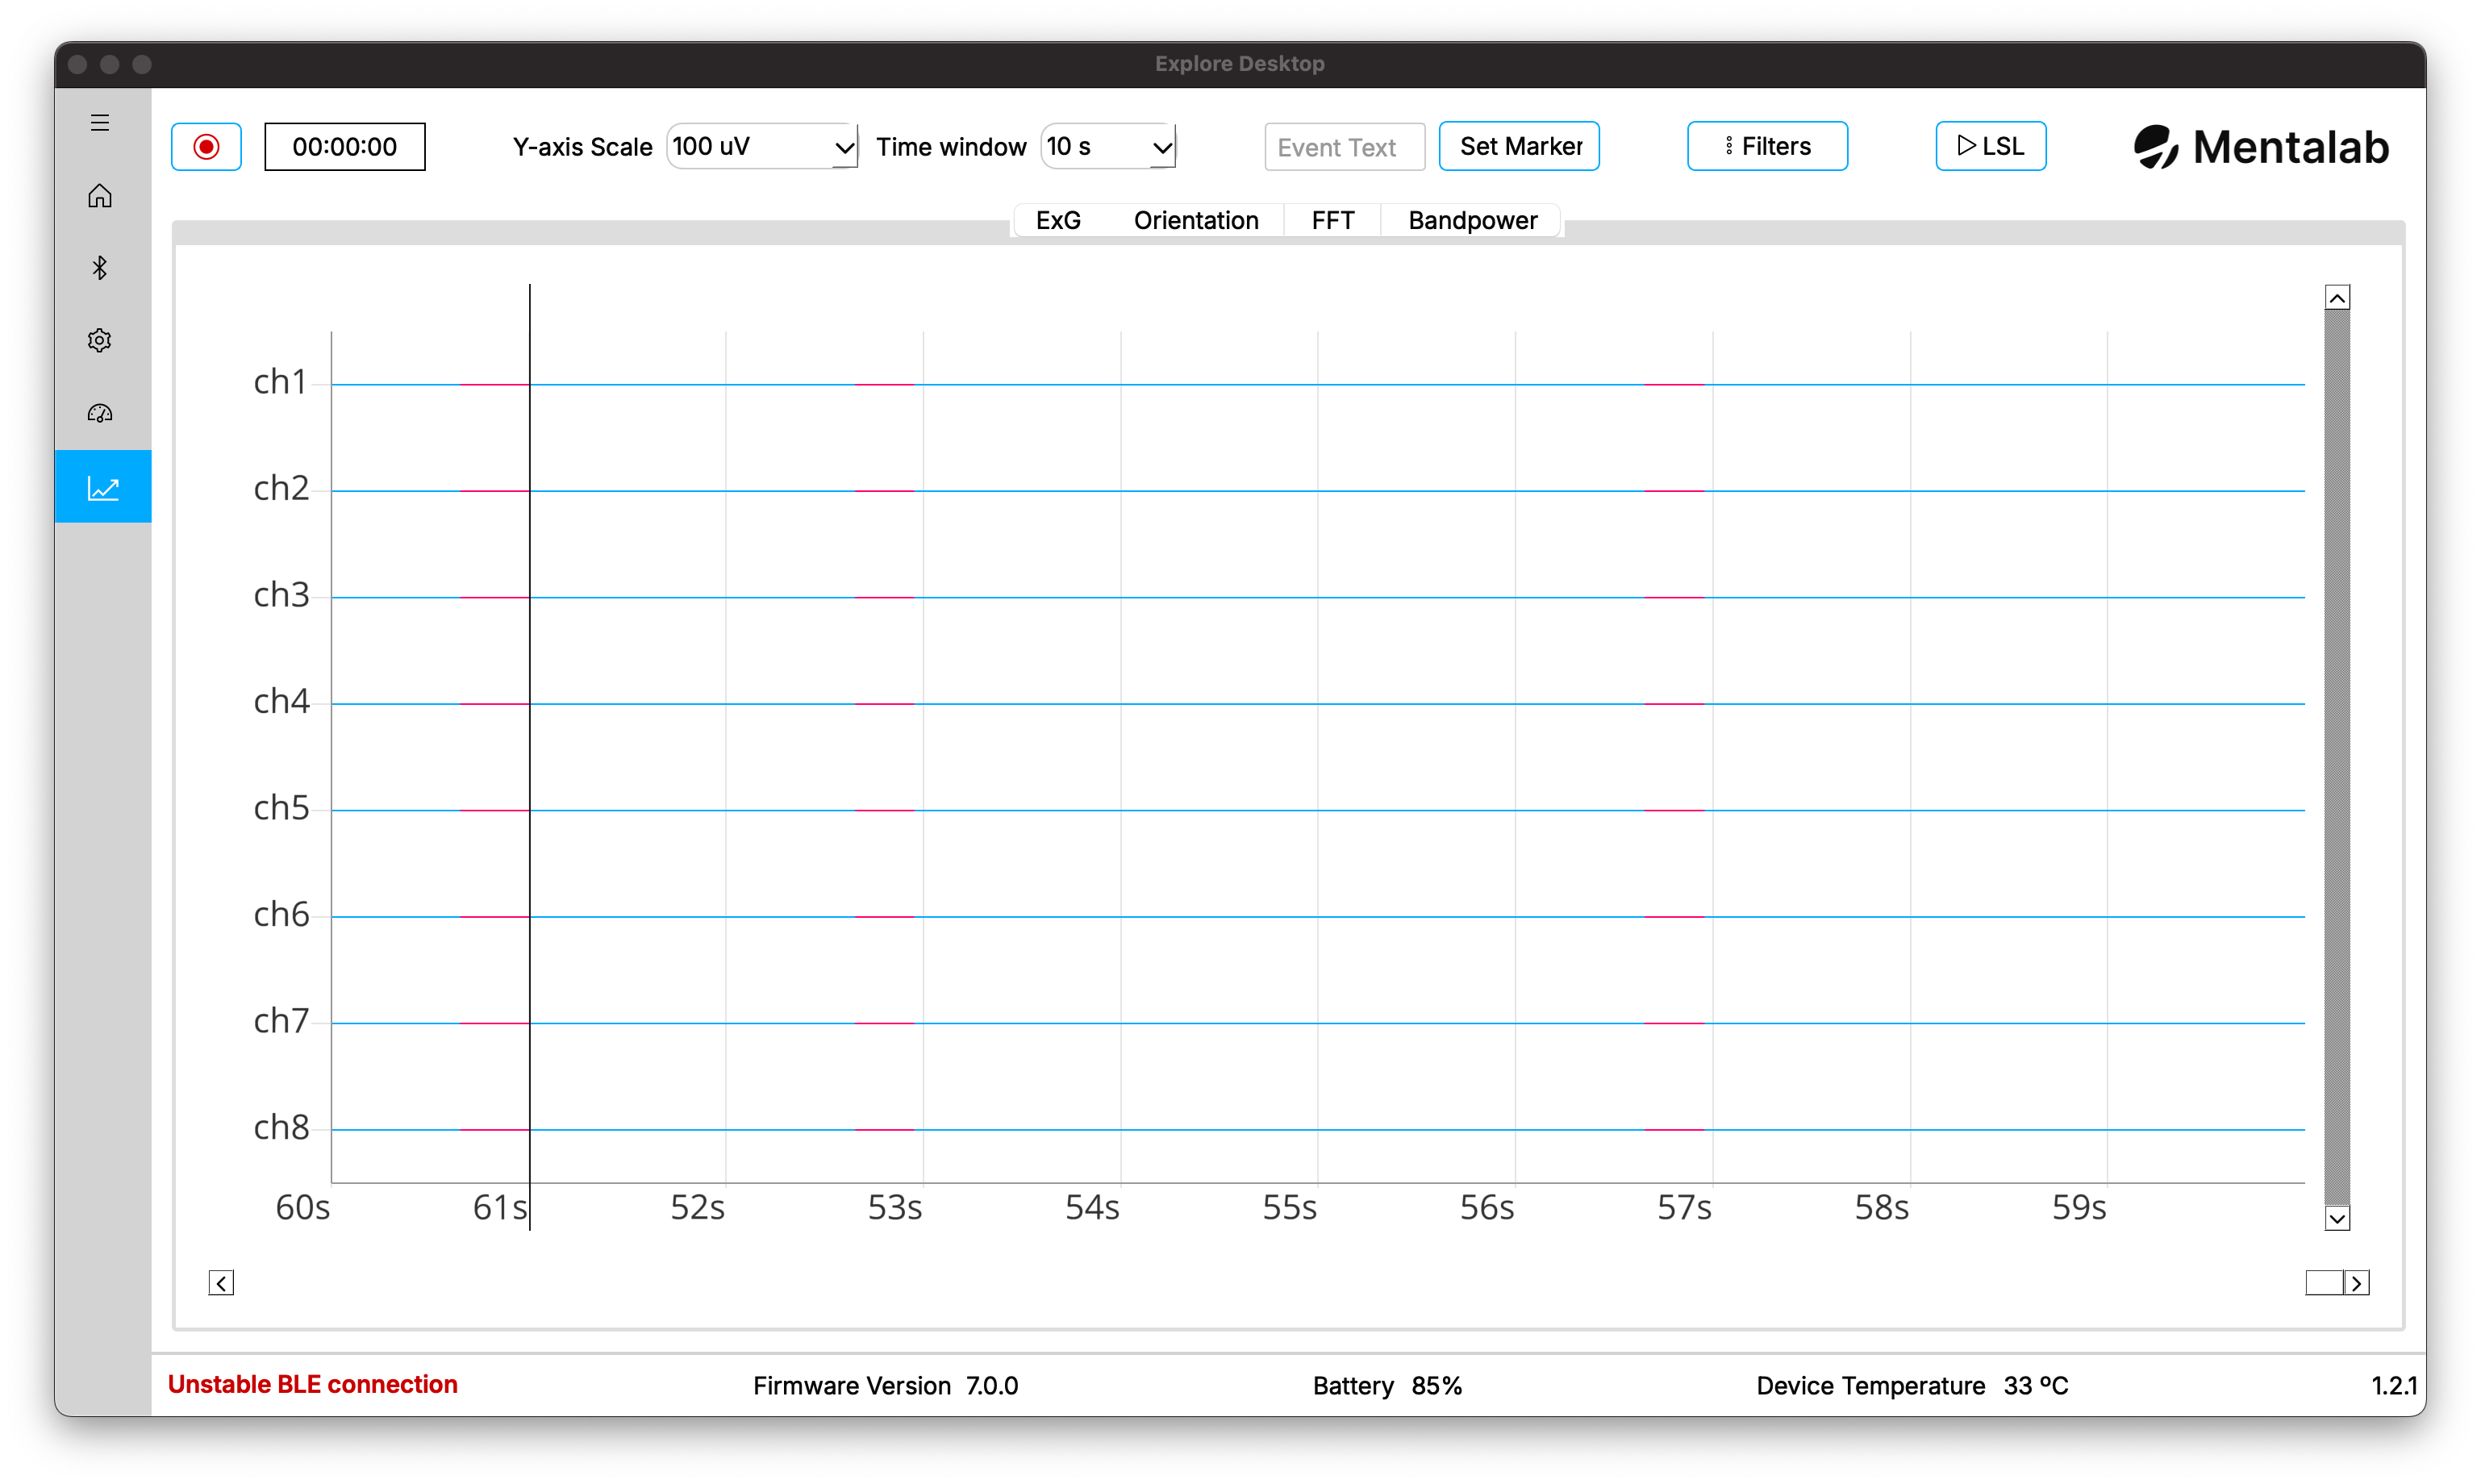 Explore Desktop
00:00:00
Y-axis Scale 100 uV
Time window 10 s
Event Text
Set Marker
Filters
LSL
Mentalab
ExG Orientation FFT Bandpower
ch1
ch2
ch3
ch4
ch5
ch6
ch7
ch8
60s 61s 52s 53s 54s 55s 56s 57s 58s 59s
Unstable BLE connection Firmware Version 7.0.0 Battery 85% Device Temperature 33 ºC 1.2.1